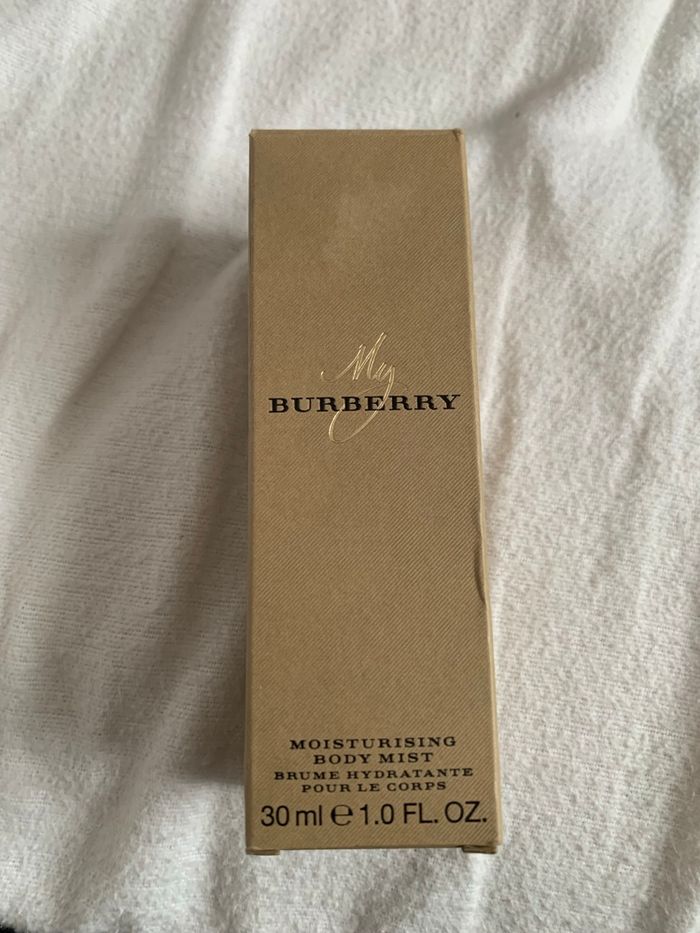 My
BURBERRY
MOISTURISING
BODY MIST
BRUME HYDRATANTE
POUR LE CORPS
30 ml ℮ 1.0 FL. OZ.